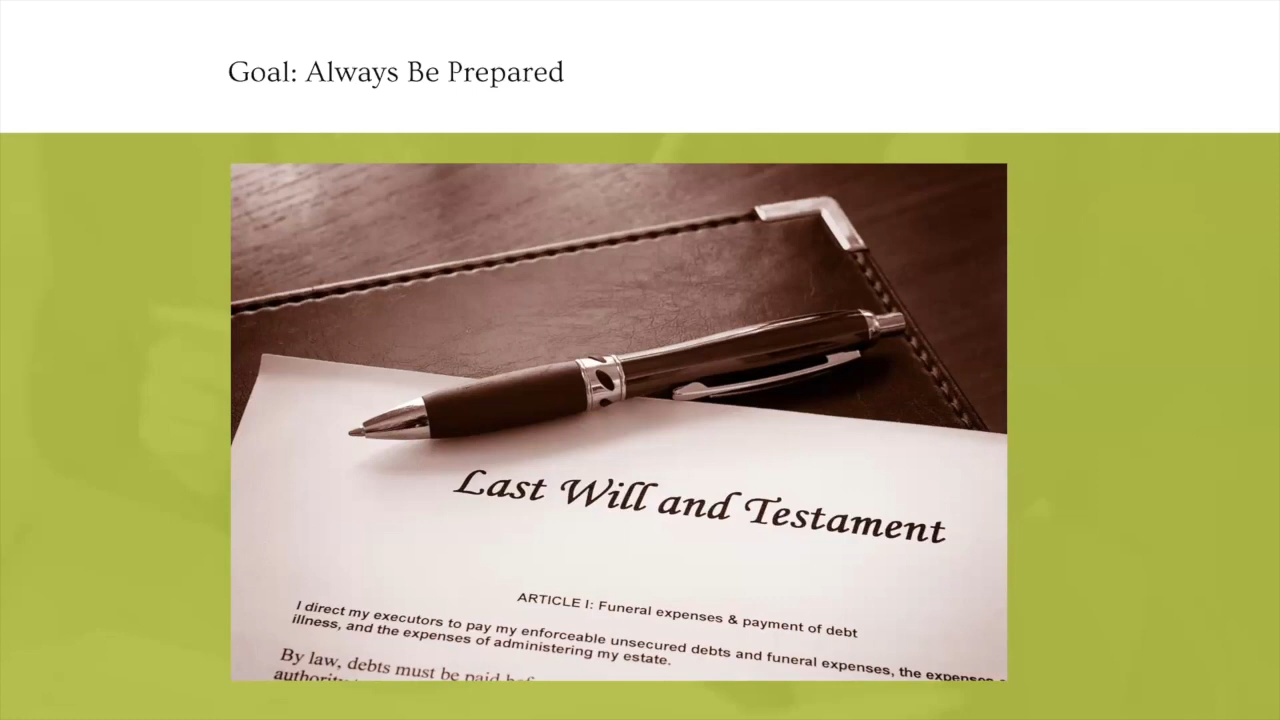 Goal: Always Be Prepared
Last Will and Testament
ARTICLE I: Funeral expenses & payment of debt
I direct my executors to pay my enforceable unsecured debts and funeral expenses, the expenses
illness, and the expenses of administering my estate.
By law, debts must be paid